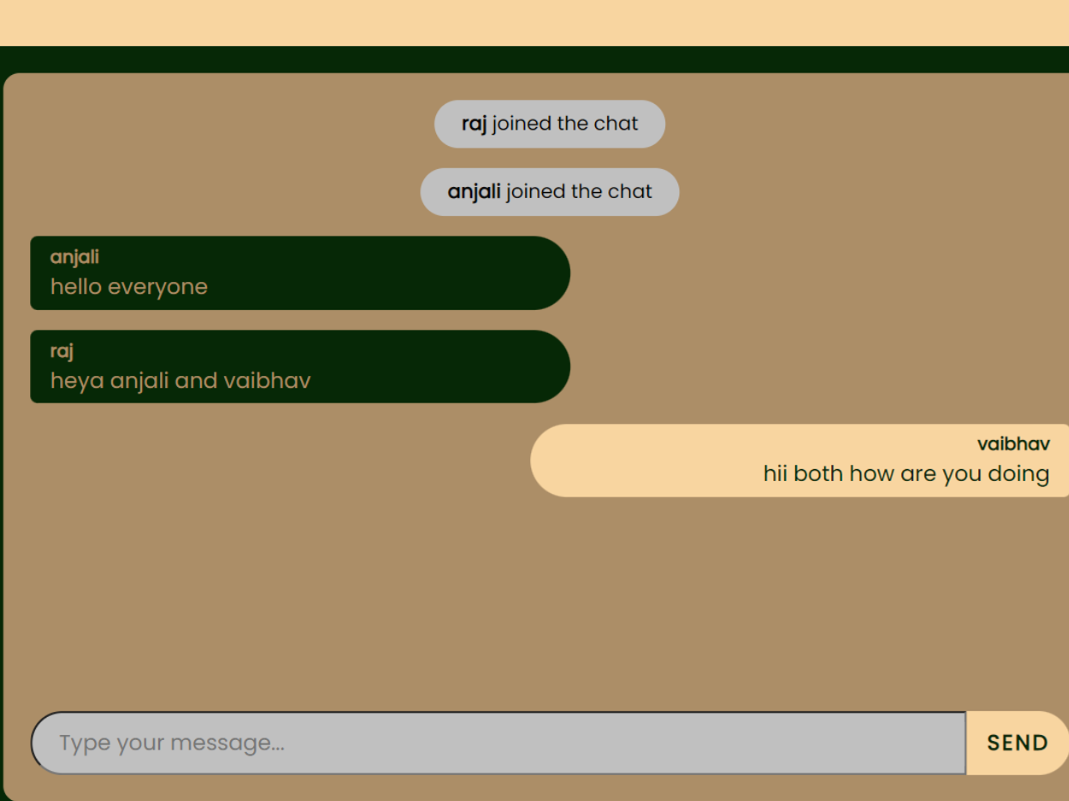 raj joined the chat
anjali joined the chat
anjali
hello everyone
raj
heya anjali and vaibhav
vaibhav
hii both how are you doing
Type your message...
SEND